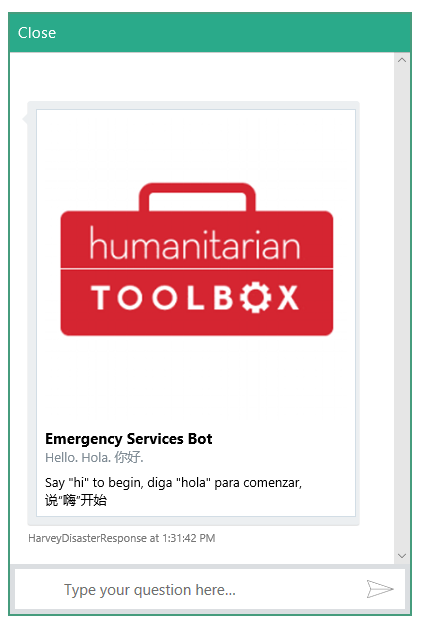 Close
humanitarian
TOOLBOX
Emergency Services Bot
Hello. Hola. 你好.
Say "hi" to begin, diga "hola" para comenzar,
说“嗨”开始
HarveyDisasterResponse at 1:31:42 PM
Type your question here...